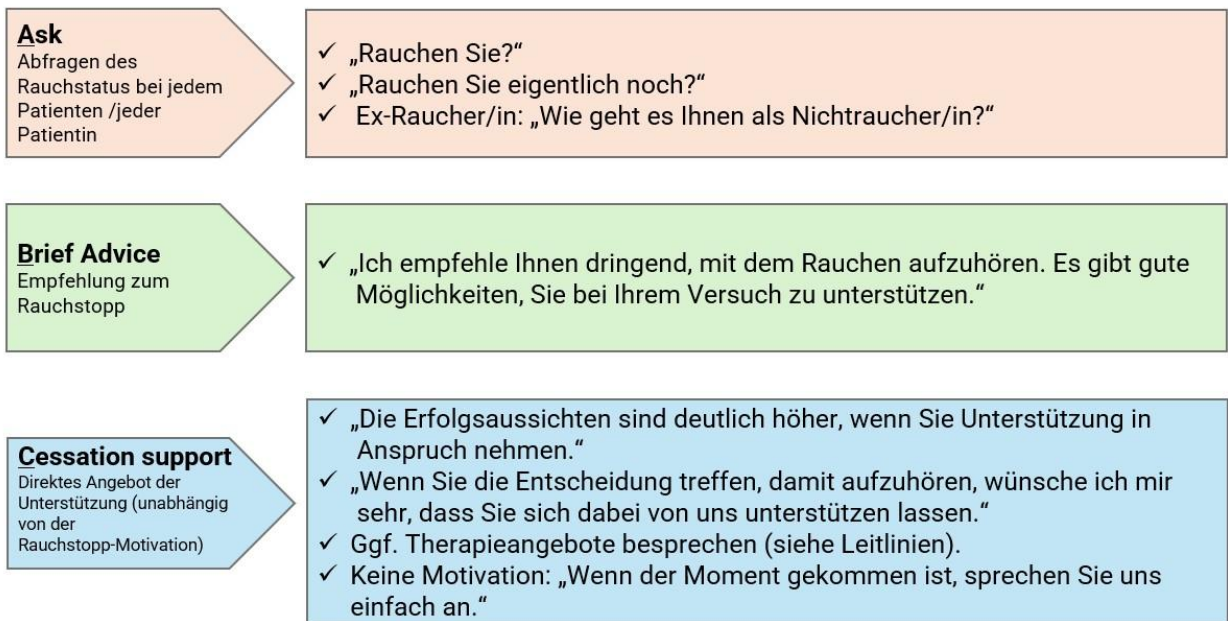 Ask
Abfragen des
Rauchstatus bei jedem
Patienten /jeder
Patientin
✓ „Rauchen Sie?“
✓ „Rauchen Sie eigentlich noch?“
✓ Ex-Raucher/in: „Wie geht es Ihnen als Nichtraucher/in?“
Brief Advice
Empfehlung zum
Rauchstopp
✓ „Ich empfehle Ihnen dringend, mit dem Rauchen aufzuhören. Es gibt gute
Möglichkeiten, Sie bei Ihrem Versuch zu unterstützen.“
Cessation support
Direktes Angebot der
Unterstützung (unabhängig
von der
Rauchstopp-Motivation)
✓ „Die Erfolgsaussichten sind deutlich höher, wenn Sie Unterstützung in
Anspruch nehmen.“
✓ „Wenn Sie die Entscheidung treffen, damit aufzuhören, wünsche ich mir
sehr, dass Sie sich dabei von uns unterstützen lassen.“
✓ Ggf. Therapieangebote besprechen (siehe Leitlinien).
✓ Keine Motivation: „Wenn der Moment gekommen ist, sprechen Sie uns
einfach an.“